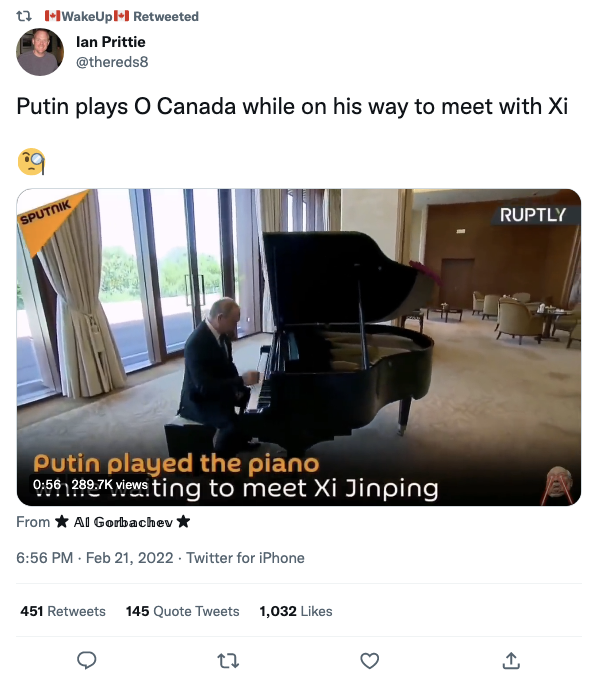 WakeUp Retweeted
Ian Prittie
@thereds8
Putin plays O Canada while on his way to meet with Xi
SPUTNIK
RUPTLY
Putin played the piano
while waiting to meet Xi Jinping
0:56 289.7K views
From ★ 𝔸𝕝 𝔾𝕠𝕣𝕓𝕒𝕔𝕙𝕖𝕧 ★
6:56 PM · Feb 21, 2022 · Twitter for iPhone
451 Retweets 145 Quote Tweets 1,032 Likes